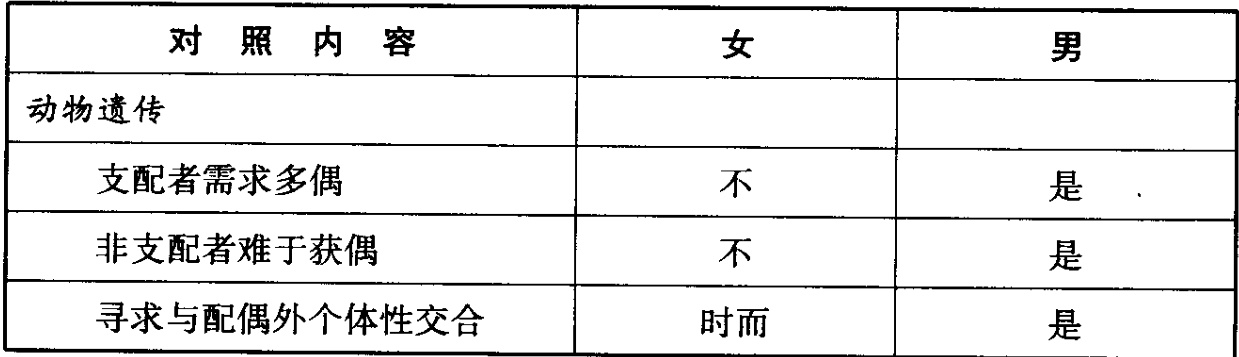 对照内容 女 男
动物遗传
支配者需求多偶 不 是
非支配者难于获偶 不 是
寻求与配偶外个体性交合 时而 是